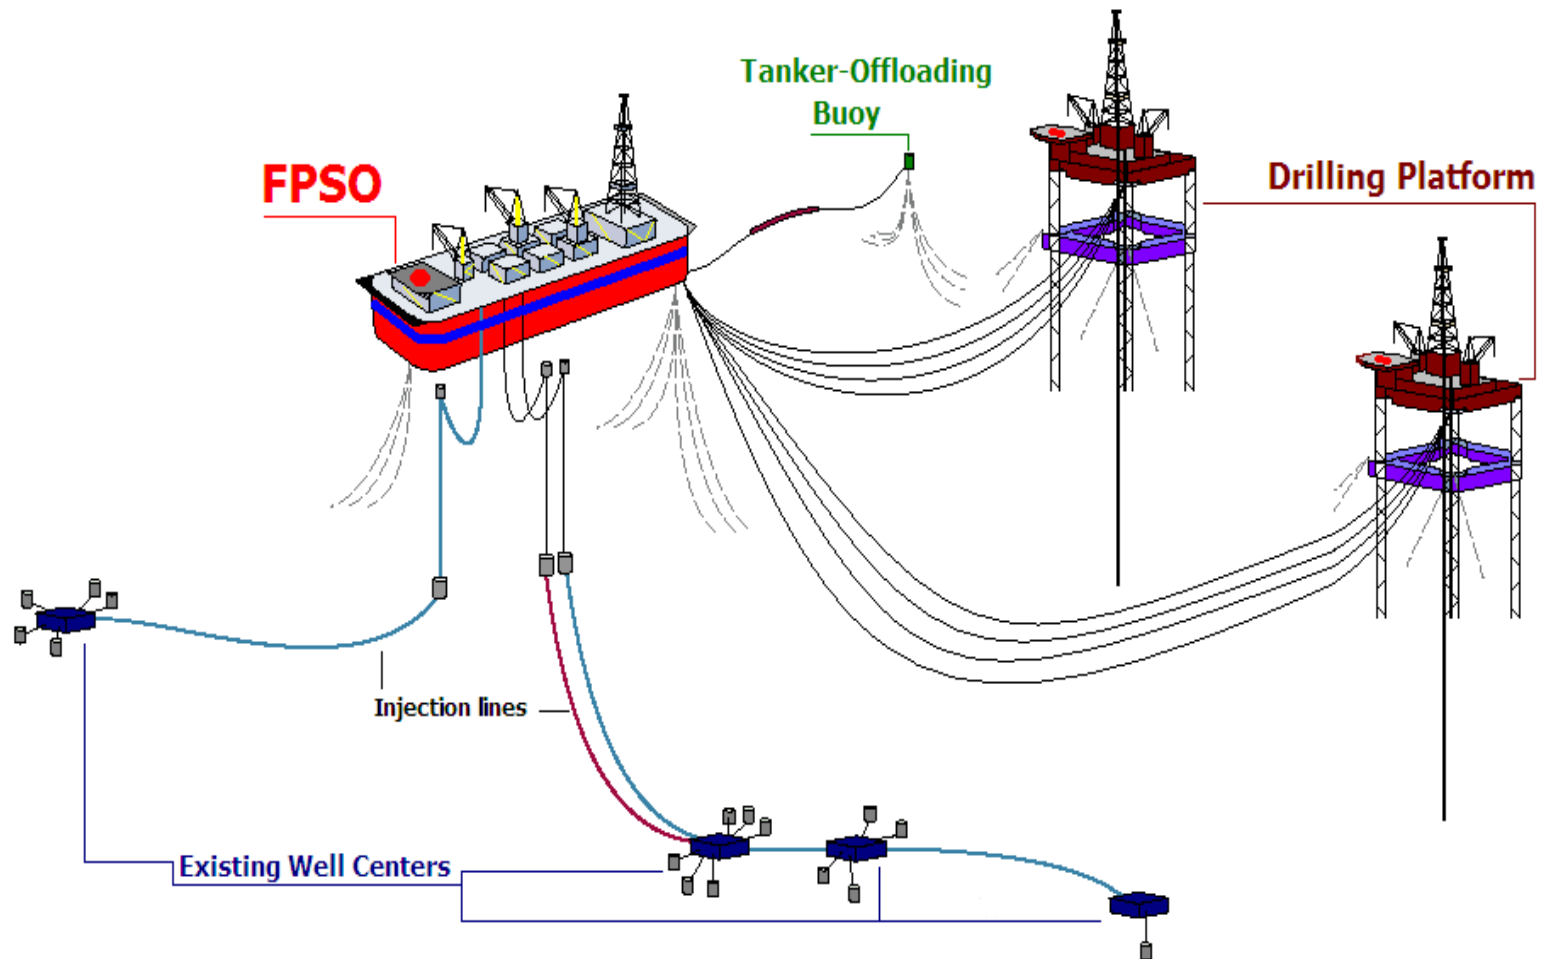 Tanker-Offloading
Buoy
FPSO
Drilling Platform
Injection lines
Existing Well Centers